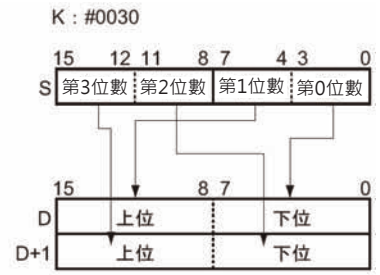 K：#0030
15 12 11 8 7 4 3 0
S 第3位數 第2位數 第1位數 第0位數
15 8 7 0
D 上位 下位
D+1 上位 下位